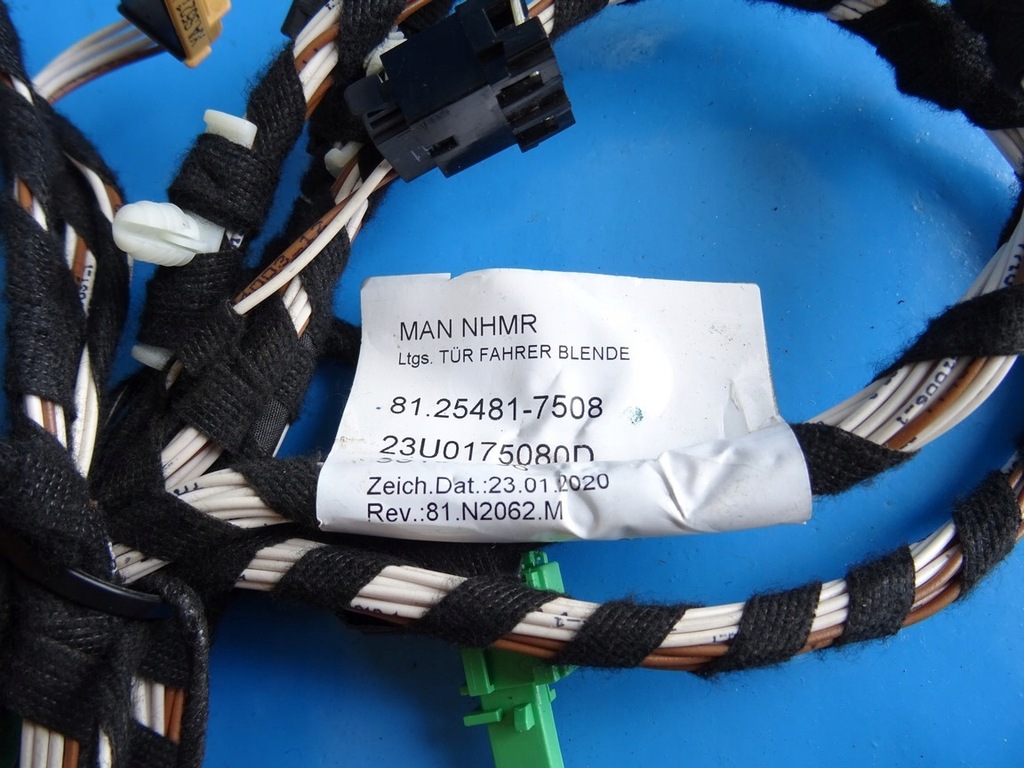 MAN NHMR
Ltgs. TÜR FAHRER BLENDE
81.25481-7508
23U0175080D
Zeich.Dat.:23.01.2020
Rev.:81.N2062.M